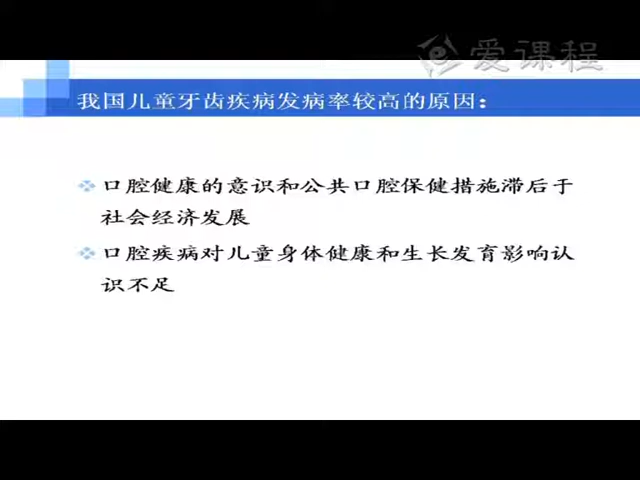 爱课程
我国儿童牙齿疾病发病率较高的原因：
口腔健康的意识和公共口腔保健措施滞后于
社会经济发展
口腔疾病对儿童身体健康和生长发育影响认
识不足